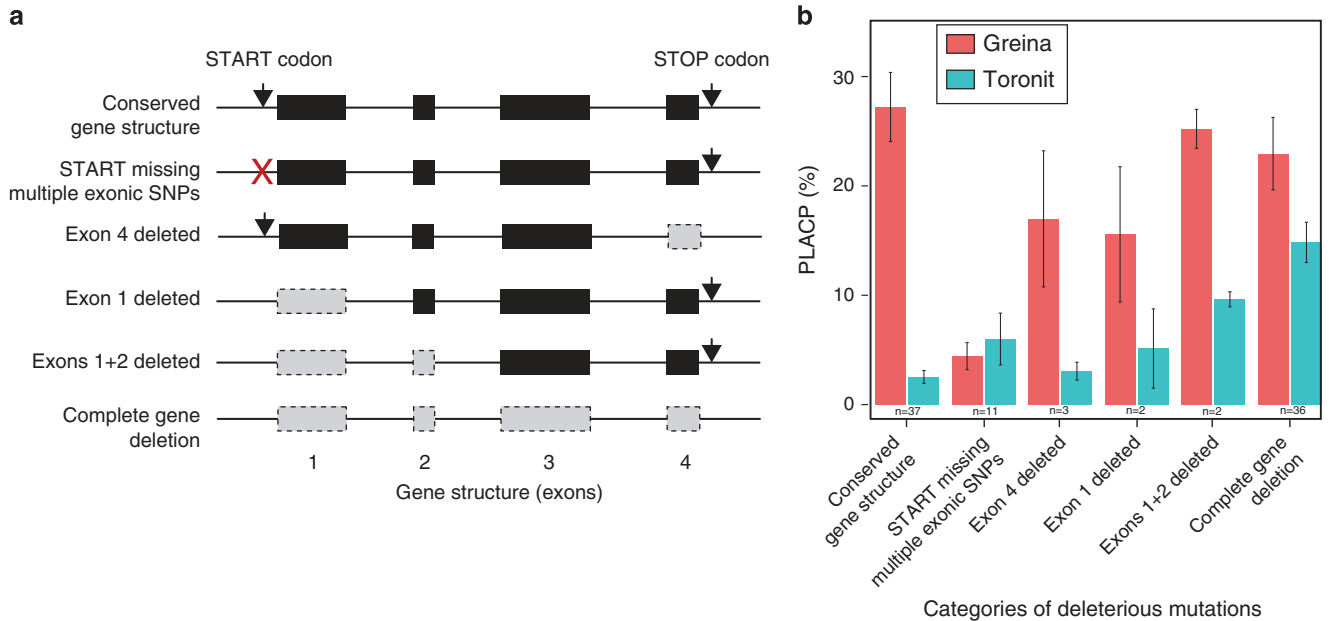 a
START codon
STOP codon
Conserved
gene structure
START missing
multiple exonic SNPs
X
Exon 4 deleted
Exon 1 deleted
Exons 1+2 deleted
Complete gene
deletion
1 2 3 4
Gene structure (exons)
b
Greina
Toronit
PLACP (%)
30
20
10
0
n=37 n=11 n=3 n=2 n=2 n=36
Conserved
gene structure
START missing
multiple exonic SNPs
Exon 4 deleted
Exon 1 deleted
Exons 1+2 deleted
Complete gene
deletion
Categories of deleterious mutations